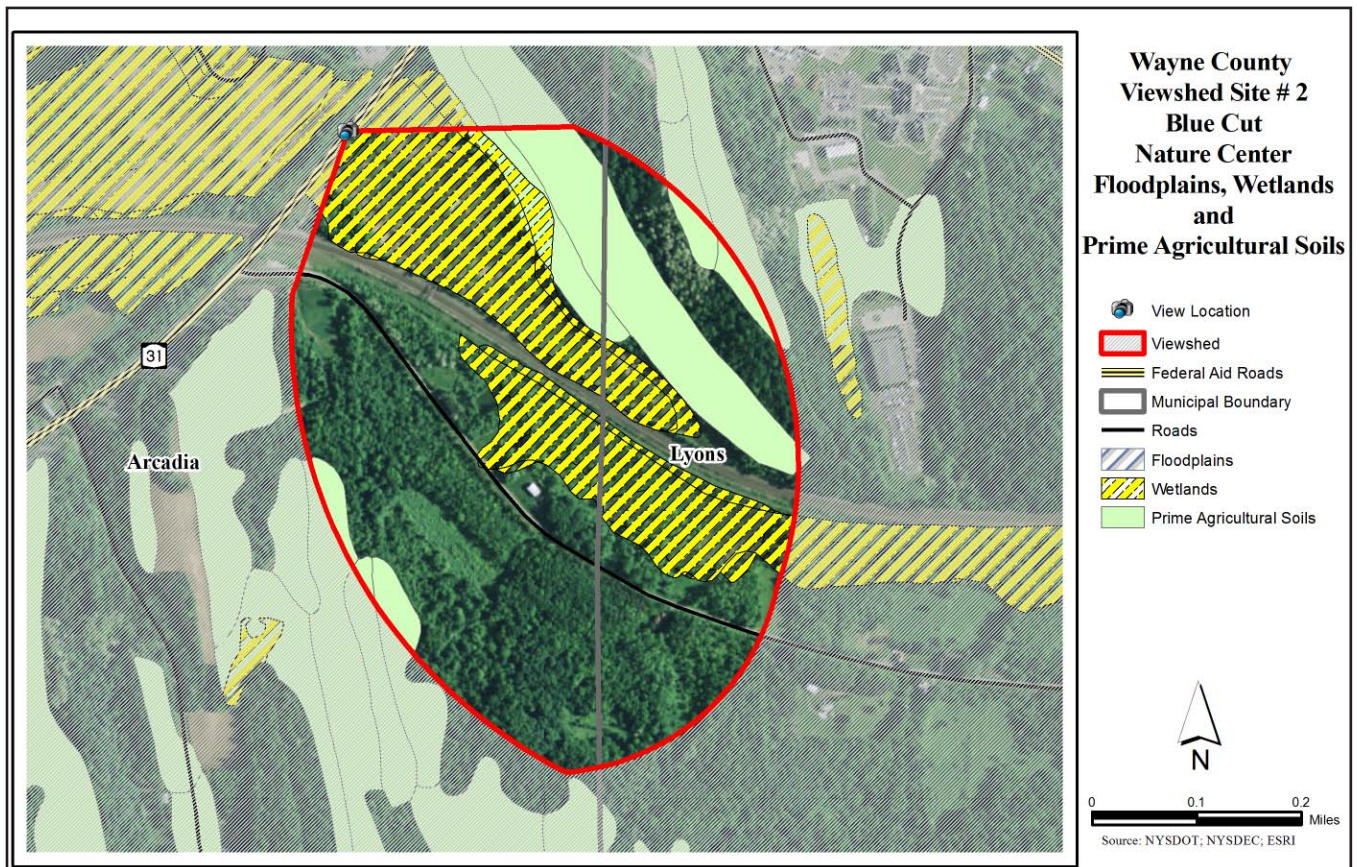 Wayne County
Viewshed Site # 2
Blue Cut
Nature Center
Floodplains, Wetlands
and
Prime Agricultural Soils
View Location
Viewshed
Federal Aid Roads
Municipal Boundary
Roads
Floodplains
Wetlands
Prime Agricultural Soils
31
Arcadia
Lyons
N
0 0.1 0.2
Miles
Source: NYSDOT; NYSDEC; ESRI